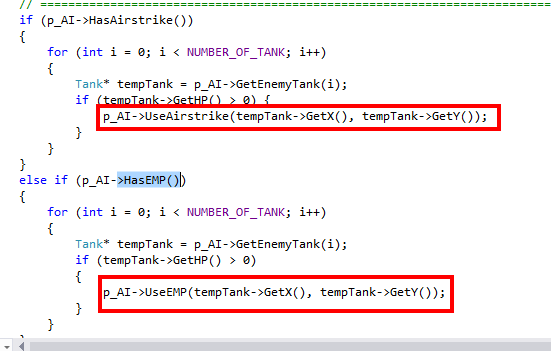 // ====================================================================
if (p_AI->HasAirstrike())
{
for (int i = 0; i < NUMBER_OF_TANK; i++)
{
Tank* tempTank = p_AI->GetEnemyTank(i);
if (tempTank->GetHP() > 0) {
p_AI->UseAirstrike(tempTank->GetX(), tempTank->GetY());
}
}
}
else if (p_AI->HasEMP())
{
for (int i = 0; i < NUMBER_OF_TANK; i++)
{
Tank* tempTank = p_AI->GetEnemyTank(i);
if (tempTank->GetHP() > 0)
{
p_AI->UseEMP(tempTank->GetX(), tempTank->GetY());
}
}
}